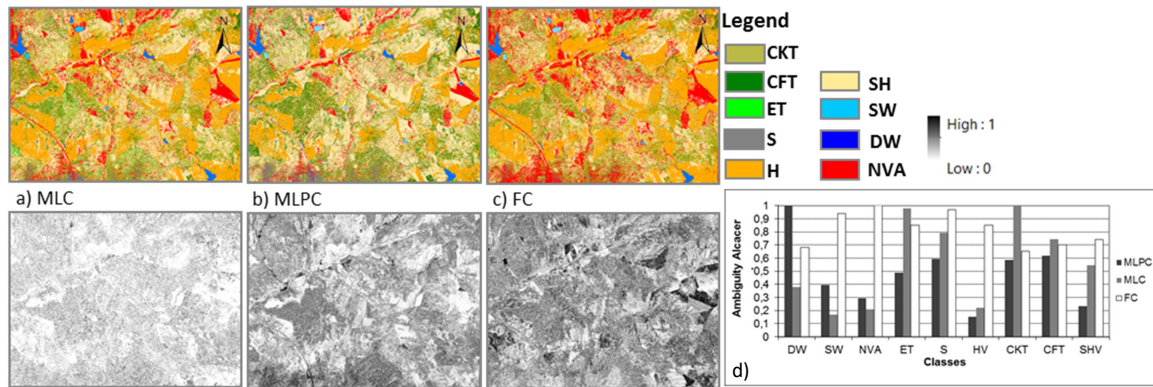 N
N
N
Legend
CKT
CFT
ET
S
H
SH
SW
DW
NVA
High : 1
Low : 0
a) MLC
b) MLPC
c) FC
Ambiguity Alcacer
1
0,9
0,8
0,7
0,6
0,5
0,4
0,3
0,2
0,1
0
DW SW NVA ET S HV CKT CFT SHV
Classes
MLPC
MLC
FC
d)